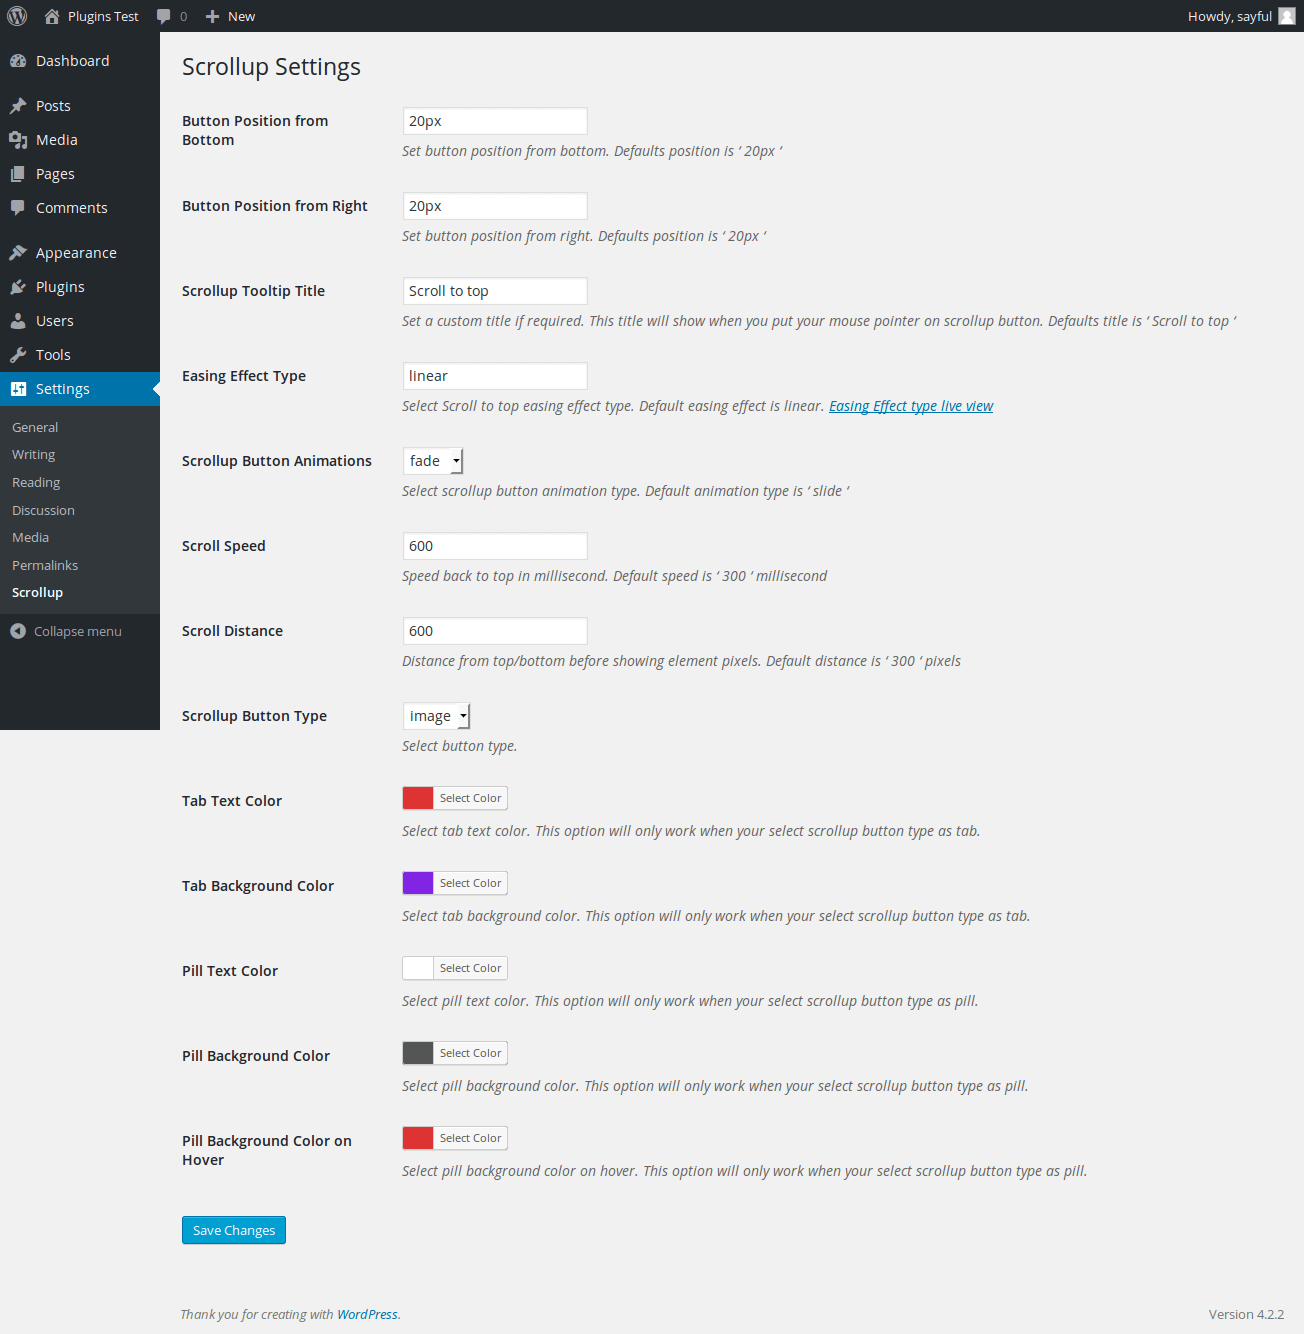 Plugins Test 0 New Howdy, sayful
Dashboard
Posts
Media
Pages
Comments
Appearance
Plugins
Users
Tools
Settings
General
Writing
Reading
Discussion
Media
Permalinks
Scrollup
Collapse menu
Scrollup Settings
Button Position from
Bottom
20px
Set button position from bottom. Defaults position is ‘ 20px ‘
Button Position from Right
20px
Set button position from right. Defaults position is ‘ 20px ‘
Scrollup Tooltip Title
Scroll to top
Set a custom title if required. This title will show when you put your mouse pointer on scrollup button. Defaults title is ‘ Scroll to top ‘
Easing Effect Type
linear
Select Scroll to top easing effect type. Default easing effect is linear. Easing Effect type live view
Scrollup Button Animations
fade
Select scrollup button animation type. Default animation type is ‘ slide ‘
Scroll Speed
600
Speed back to top in millisecond. Default speed is ‘ 300 ‘ millisecond
Scroll Distance
600
Distance from top/bottom before showing element pixels. Default distance is ‘ 300 ‘ pixels
Scrollup Button Type
image
Select button type.
Tab Text Color
Select Color
Select tab text color. This option will only work when your select scrollup button type as tab.
Tab Background Color
Select Color
Select tab background color. This option will only work when your select scrollup button type as tab.
Pill Text Color
Select Color
Select pill text color. This option will only work when your select scrollup button type as pill.
Pill Background Color
Select Color
Select pill background color. This option will only work when your select scrollup button type as pill.
Pill Background Color on
Hover
Select Color
Select pill background color on hover. This option will only work when your select scrollup button type as pill.
Save Changes
Thank you for creating with WordPress. Version 4.2.2